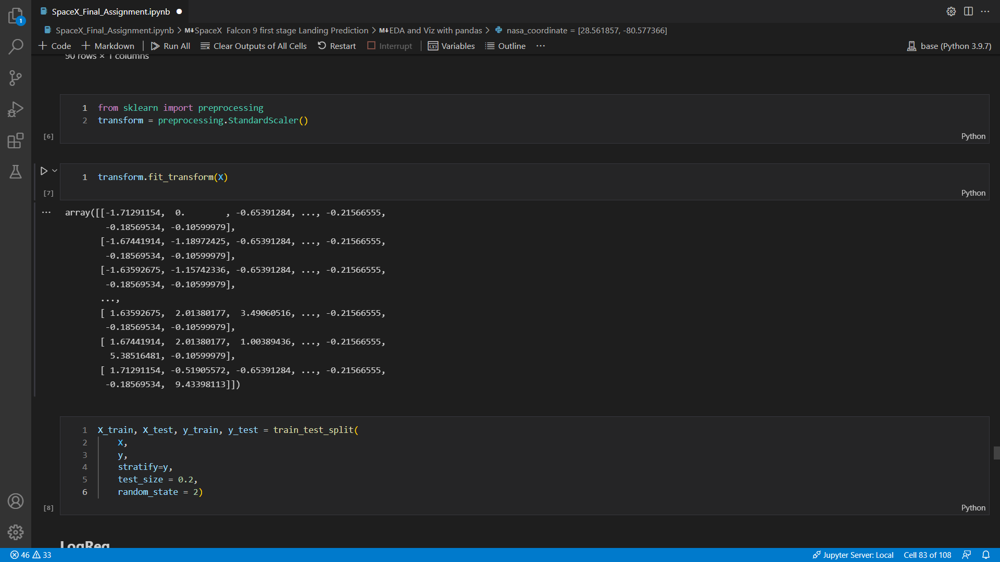 SpaceX_Final_Assignment.ipynb
1
SpaceX_Final_Assignment.ipynb > M↓SpaceX Falcon 9 first stage Landing Prediction > M↓EDA and Viz with pandas > nasa_coordinate = [28.561857, -80.577366]
+ Code + Markdown | Run All Clear Outputs of All Cells Restart Interrupt | Variables Outline ... base (Python 3.9.7)
90 rows × 1 columns
1 from sklearn import preprocessing
2 transform = preprocessing.StandardScaler()
[6] Python
1 transform.fit_transform(X)
[7] Python
... array([[-1.71291154, 0. , -0.65391284, ..., -0.21566555,
-0.18569534, -0.10599979],
[-1.67441914, -1.18972425, -0.65391284, ..., -0.21566555,
-0.18569534, -0.10599979],
[-1.63592675, -1.15742336, -0.65391284, ..., -0.21566555,
-0.18569534, -0.10599979],
...,
[ 1.63592675, 2.01380177, 3.49060516, ..., -0.21566555,
-0.18569534, -0.10599979],
[ 1.67441914, 2.01380177, 1.00389436, ..., -0.21566555,
5.38516481, -0.10599979],
[ 1.71291154, -0.51905572, -0.65391284, ..., -0.21566555,
-0.18569534, 9.43398113]])
1 X_train, X_test, y_train, y_test = train_test_split(
2 X,
3 y,
4 stratify=y,
5 test_size = 0.2,
6 random_state = 2)
[8] Python
LogReg
46 33 Jupyter Server: Local Cell 83 of 108